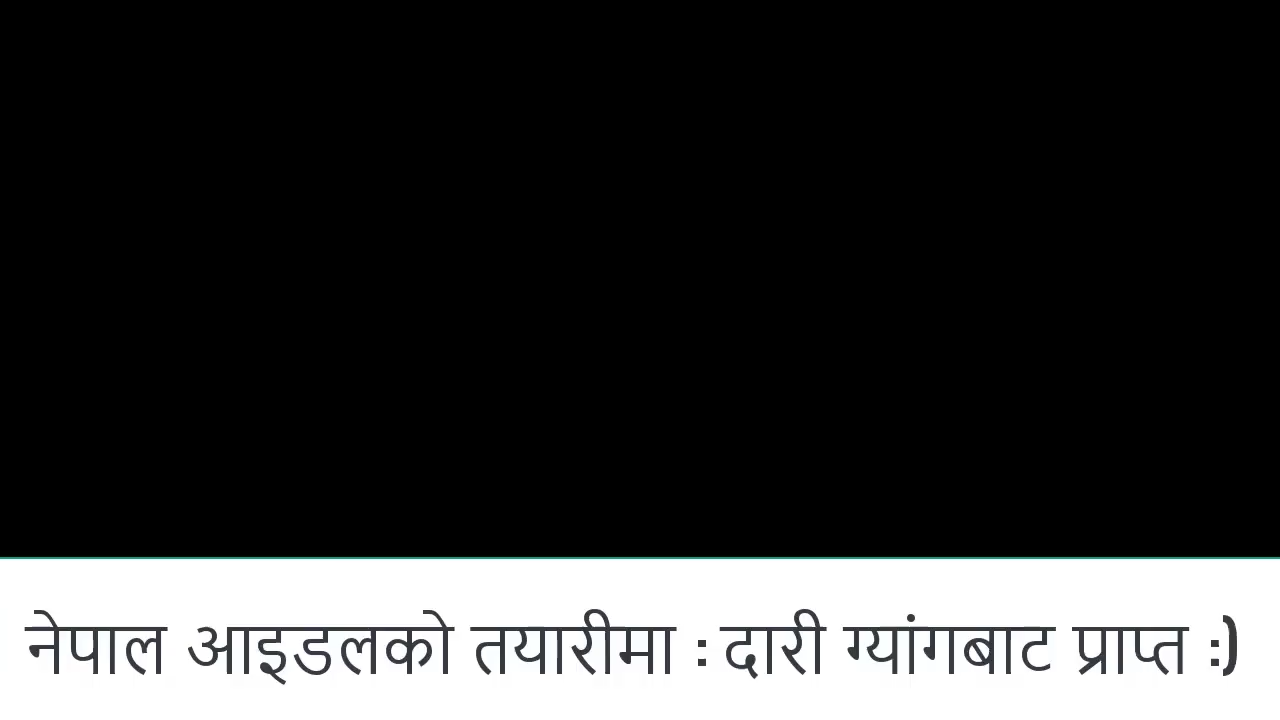 नेपाल आइडलको तयारीमा : दारी ग्यांगबाट प्राप्त :)